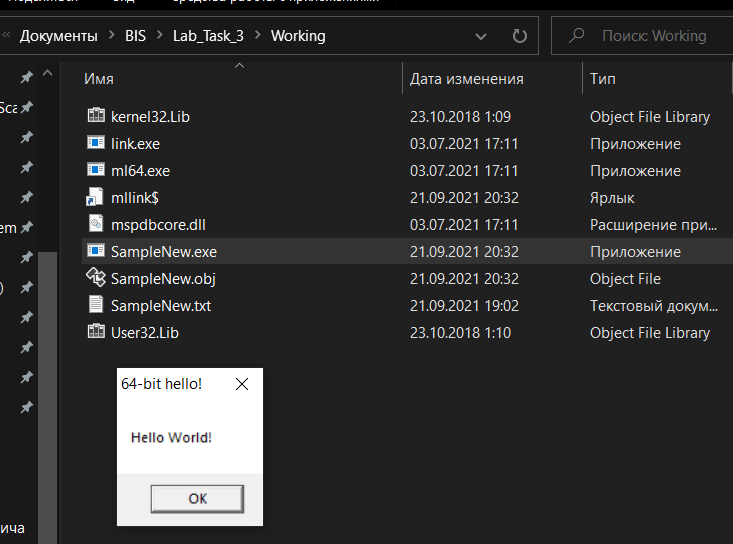 Документы > BIS > Lab_Task_3 > Working
Поиск: Working
Имя Дата изменения Тип
kernel32.Lib 23.10.2018 1:09 Object File Library
link.exe 03.07.2021 17:11 Приложение
ml64.exe 03.07.2021 17:11 Приложение
mllink$ 21.09.2021 20:32 Ярлык
mspdbcore.dll 03.07.2021 17:11 Расширение при...
SampleNew.exe 21.09.2021 20:32 Приложение
SampleNew.obj 21.09.2021 20:32 Object File
SampleNew.txt 21.09.2021 19:02 Текстовый докум...
User32.Lib 23.10.2018 1:10 Object File Library
64-bit hello!
Hello World!
OK